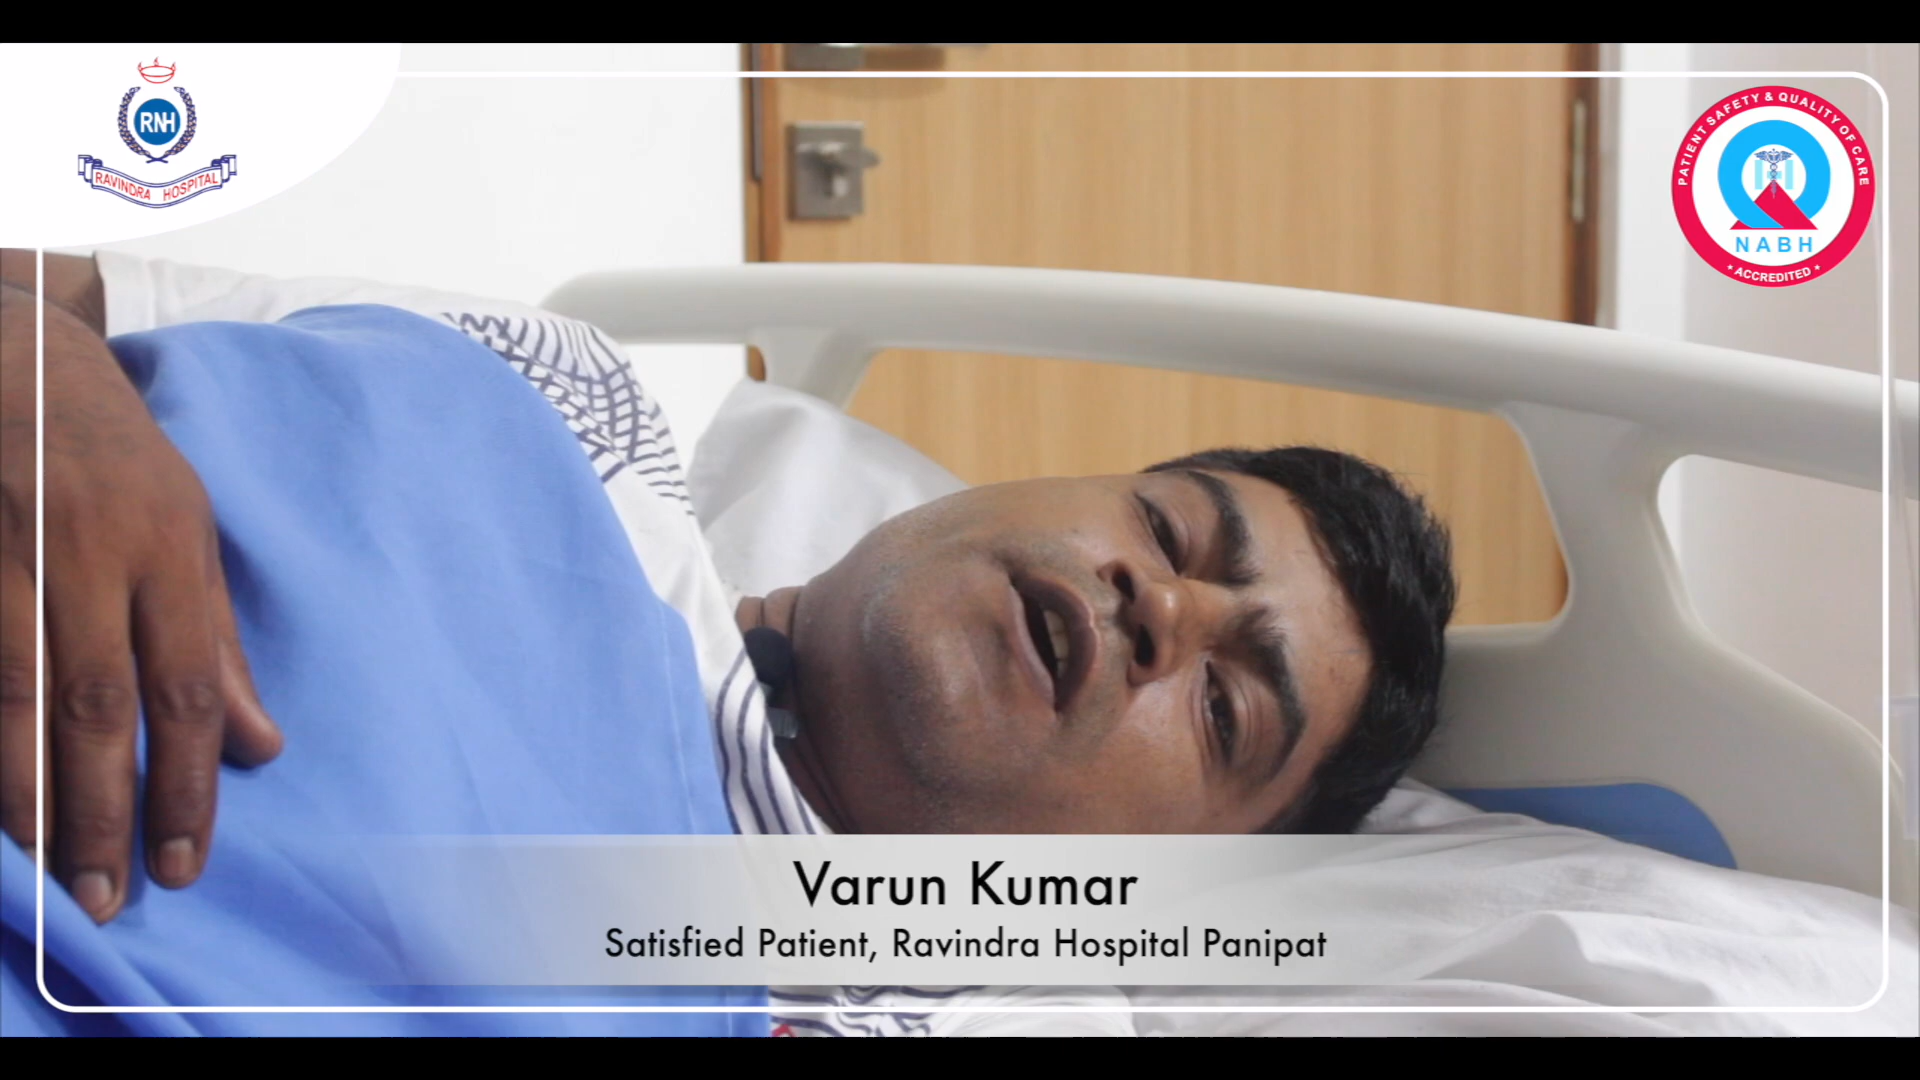 RNH
RAVINDRA HOSPITAL
PATIENT SAFETY & QUALITY OF CARE
NABH
• ACCREDITED •
Varun Kumar
Satisfied Patient, Ravindra Hospital Panipat